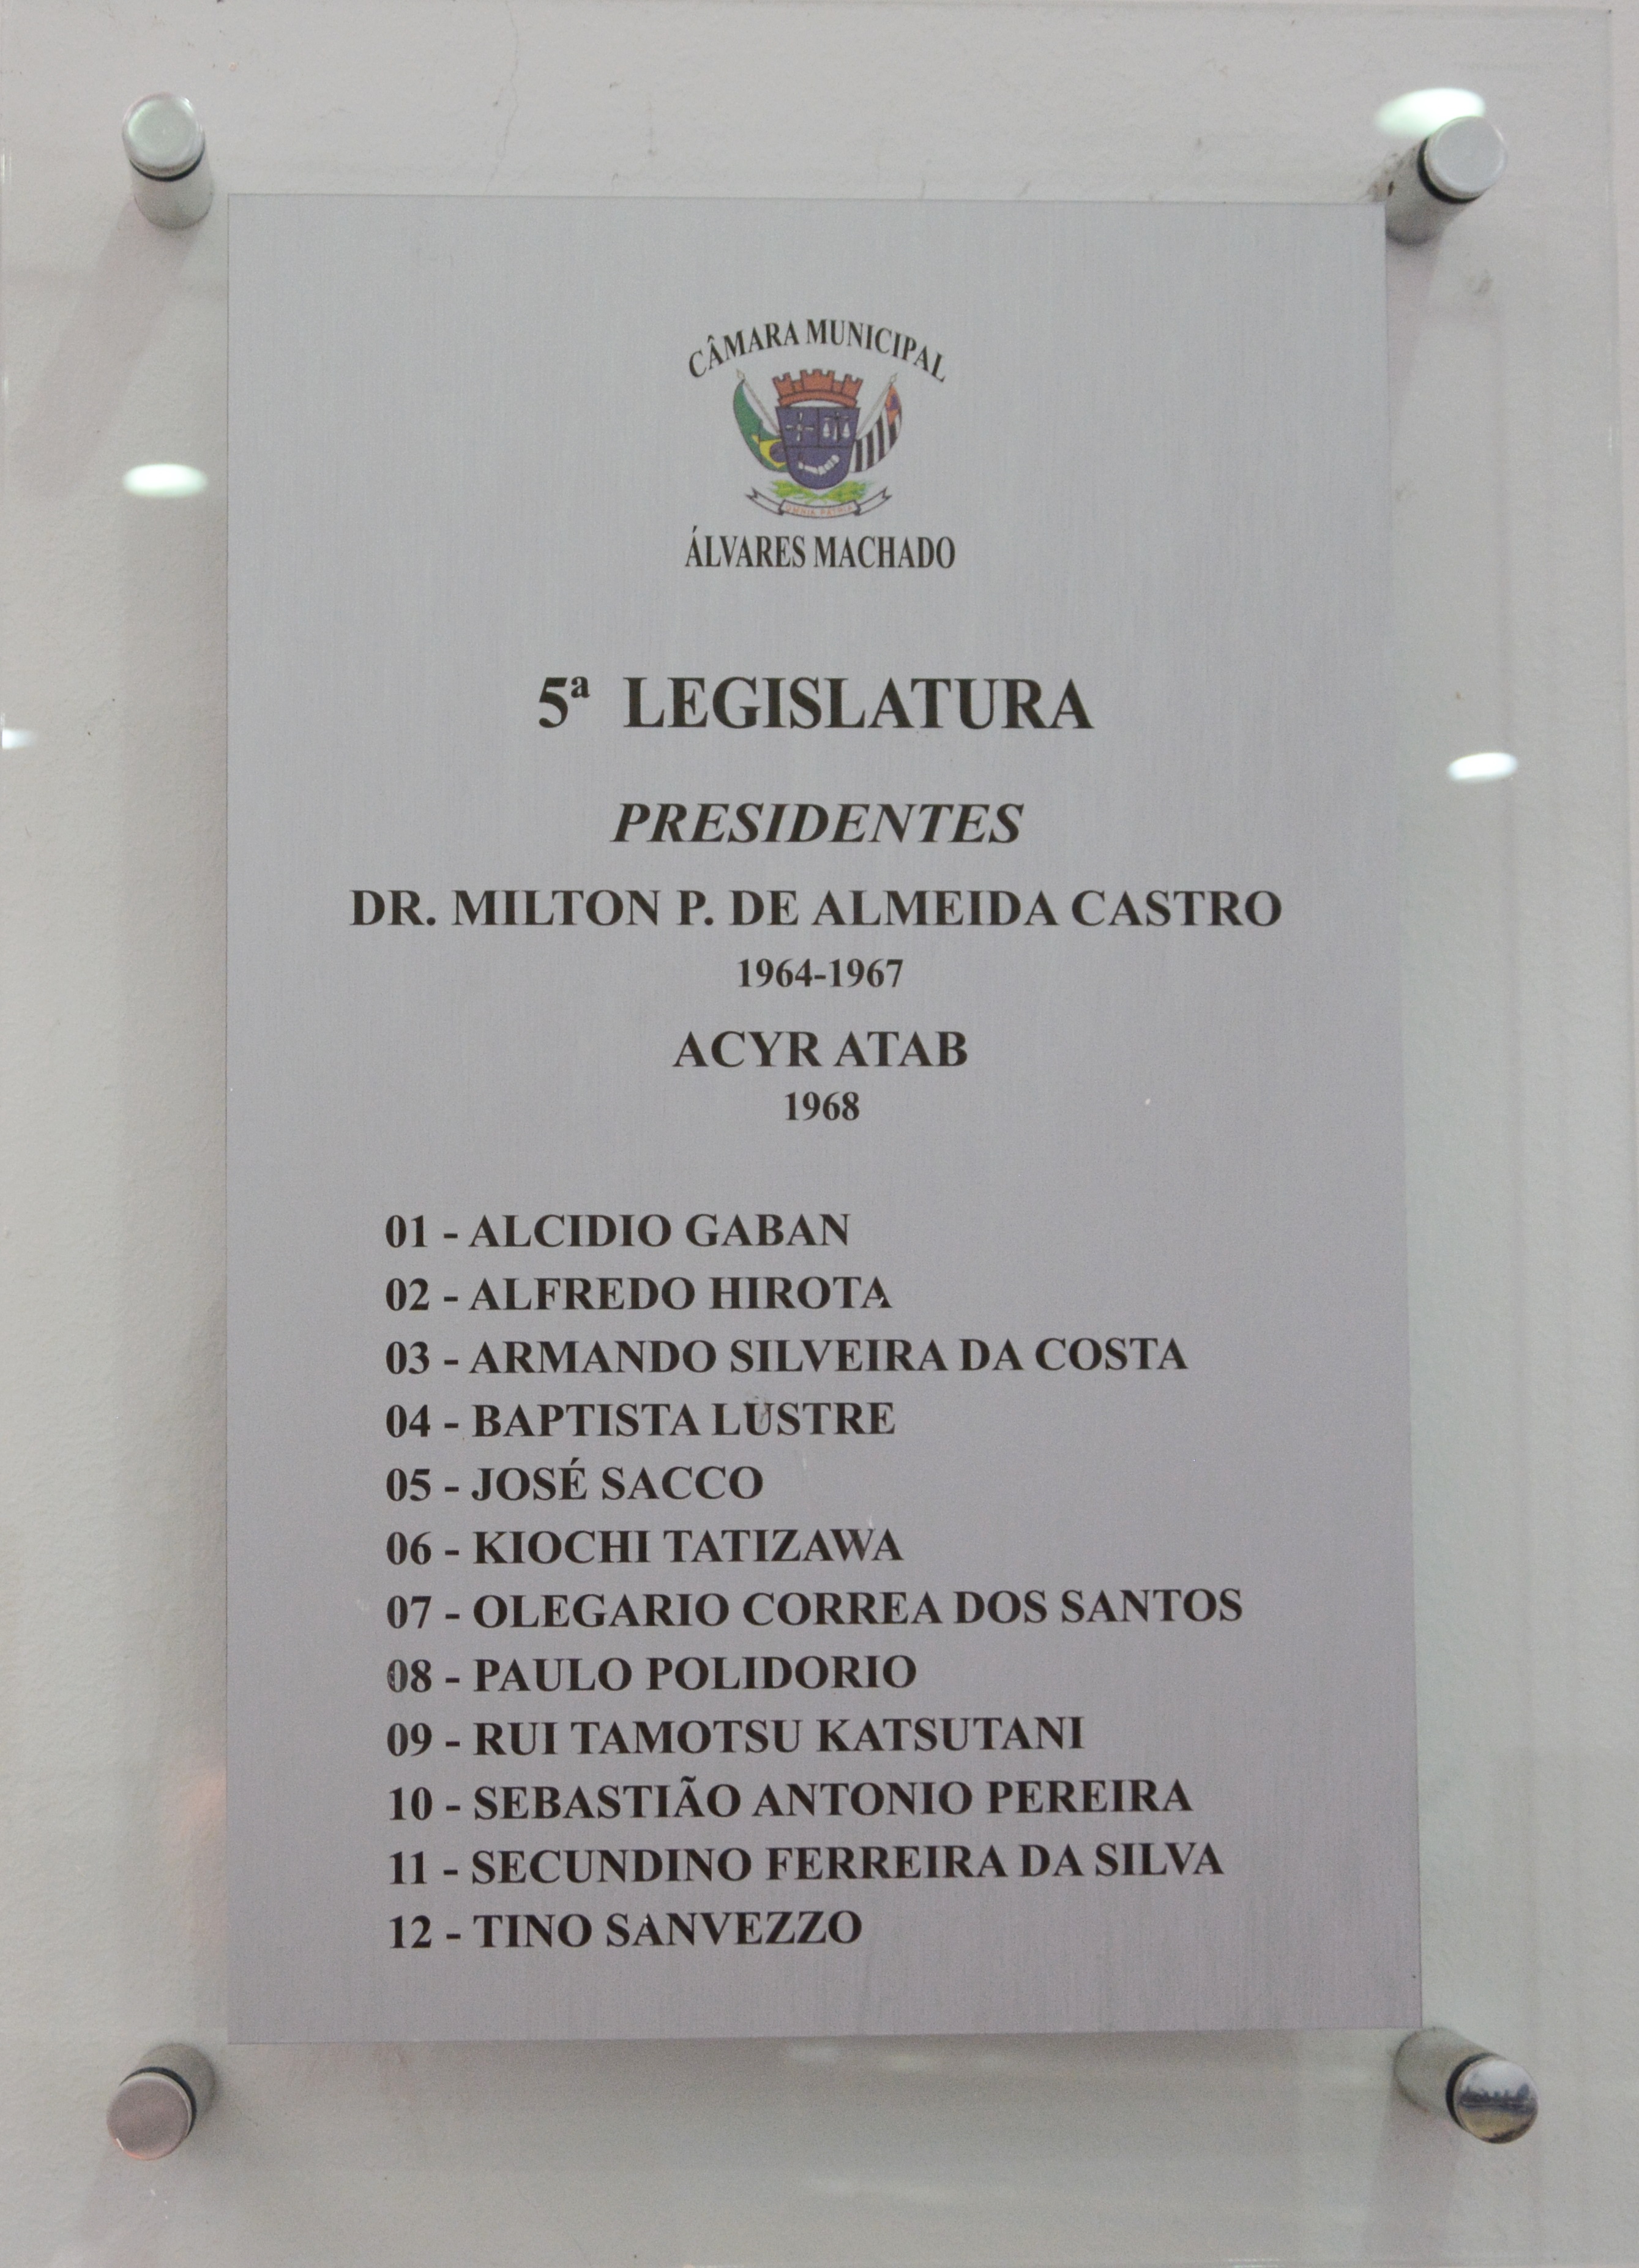 CÂMARA MUNICIPAL
OMNIA PATRIA
ÁLVARES MACHADO
5ª LEGISLATURA
PRESIDENTES
DR. MILTON P. DE ALMEIDA CASTRO
1964-1967
ACYR ATAB
1968
01 - ALCIDIO GABAN
02 - ALFREDO HIROTA
03 - ARMANDO SILVEIRA DA COSTA
04 - BAPTISTA LUSTRE
05 - JOSÉ SACCO
06 - KIOCHI TATIZAWA
07 - OLEGARIO CORREA DOS SANTOS
08 - PAULO POLIDORIO
09 - RUI TAMOTSU KATSUTANI
10 - SEBASTIÃO ANTONIO PEREIRA
11 - SECUNDINO FERREIRA DA SILVA
12 - TINO SANVEZZO